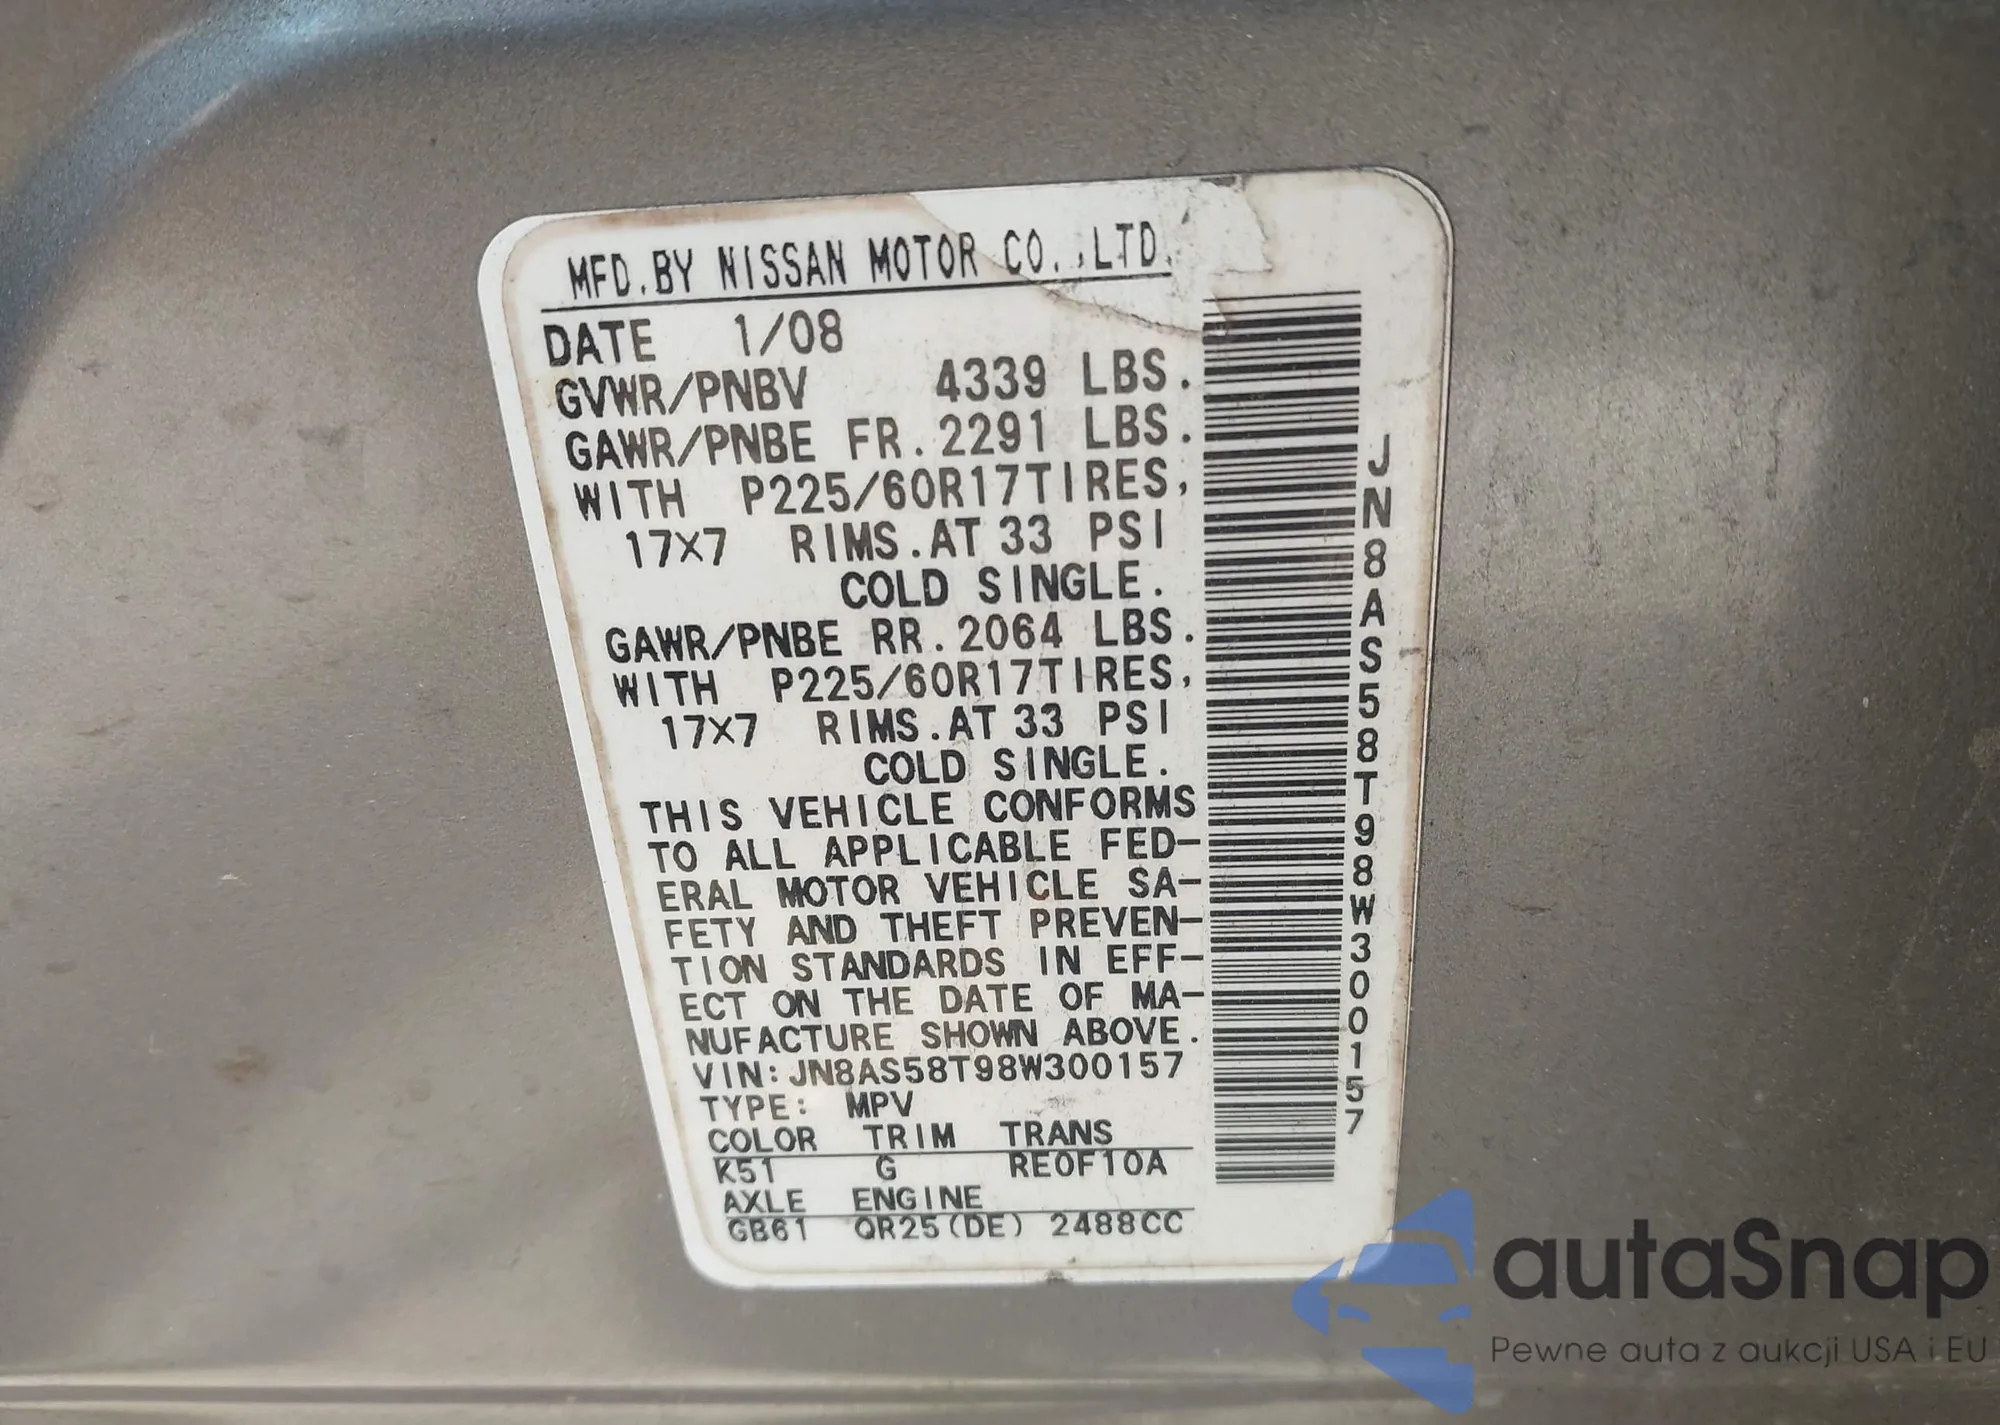 MFD.BY NISSAN MOTOR CO.,LTD.
DATE 1/08
GVWR/PNBV 4339 LBS.
GAWR/PNBE FR.2291 LBS.
WITH P225/60R17TIRES,
17X7 RIMS.AT 33 PSI
COLD SINGLE.
GAWR/PNBE RR.2064 LBS.
WITH P225/60R17TIRES,
17X7 RIMS.AT 33 PSI
COLD SINGLE.
THIS VEHICLE CONFORMS
TO ALL APPLICABLE FED-
ERAL MOTOR VEHICLE SA-
FETY AND THEFT PREVEN-
TION STANDARDS IN EFF-
ECT ON THE DATE OF MA-
NUFACTURE SHOWN ABOVE.
VIN:JN8AS58T98W300157
TYPE: MPV
COLOR TRIM TRANS
K51 G RE0F10A
AXLE ENGINE
GB61 QR25(DE) 2488CC
JN8AS58T98W300157
autaSnap
Pewne auta z aukcji USA i EU